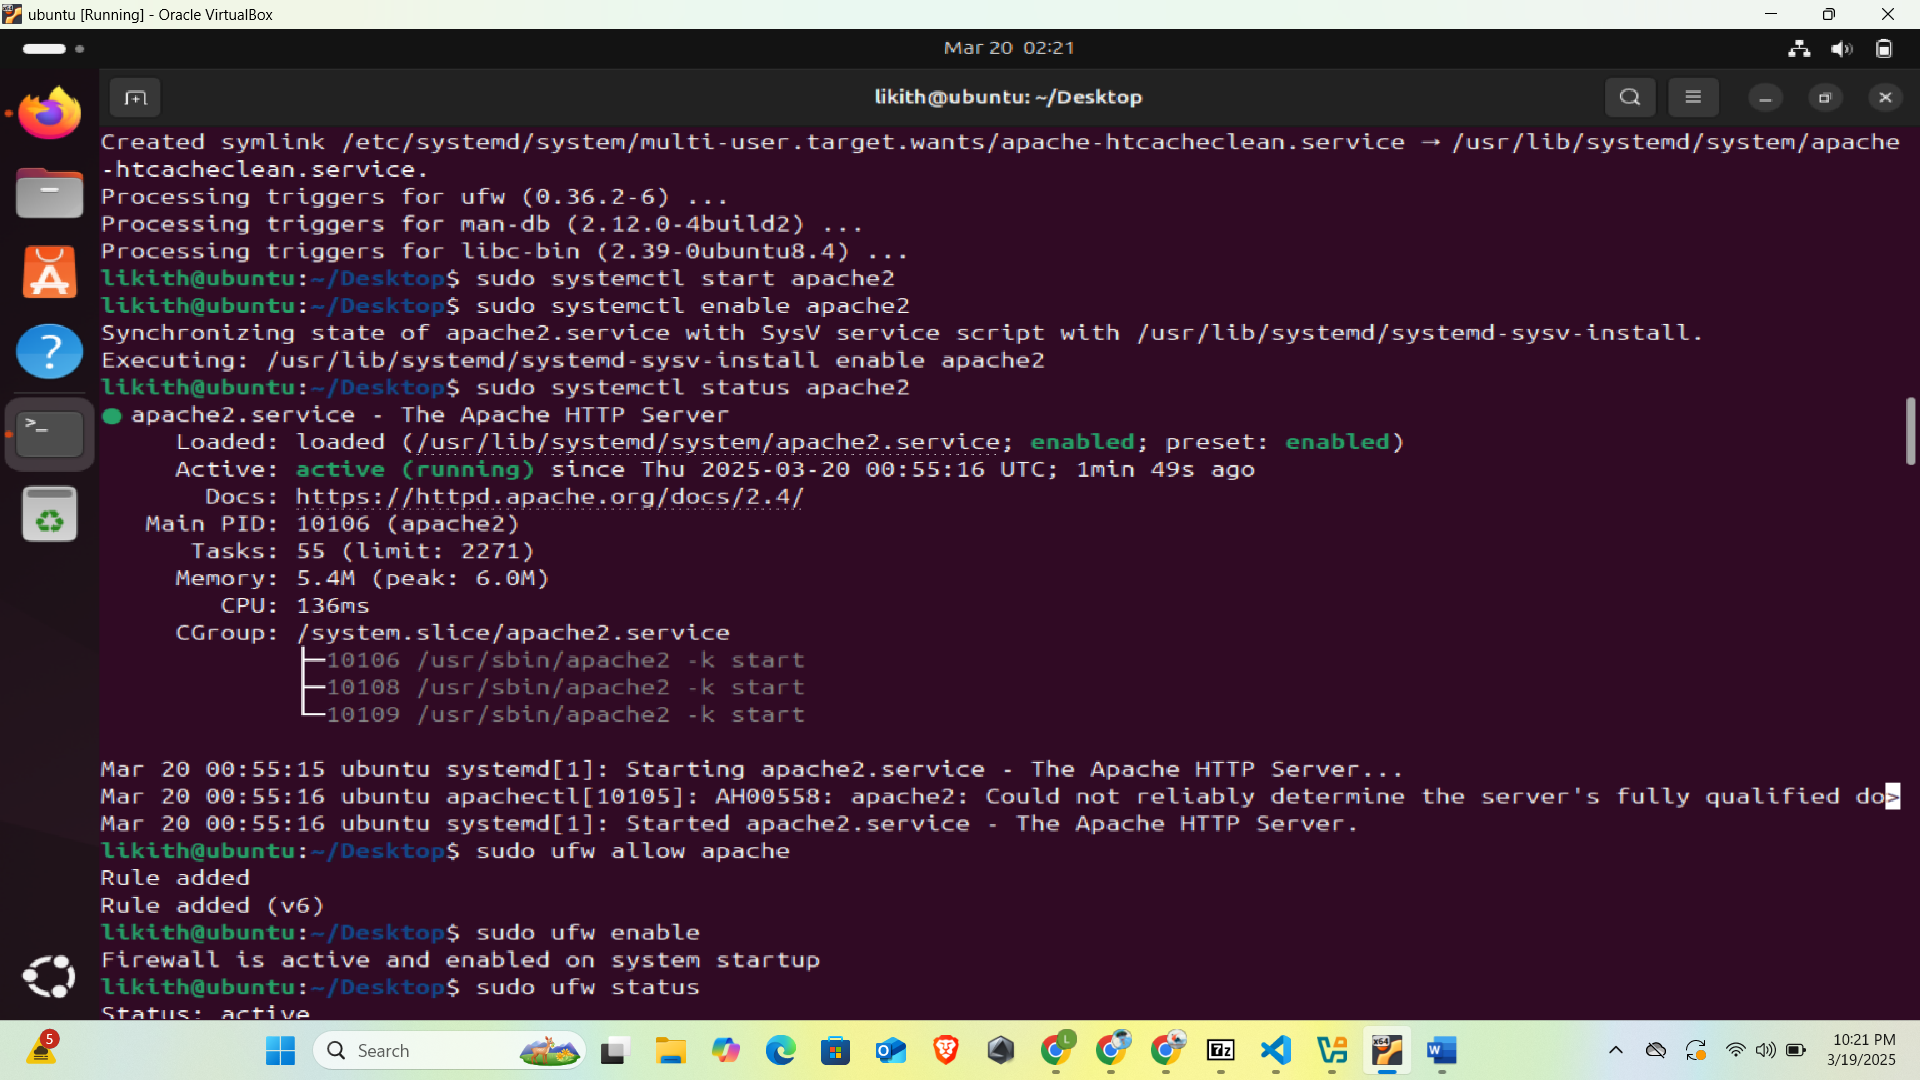 ubuntu [Running] - Oracle VirtualBox
Mar 20 02:21
likith@ubuntu: ~/Desktop
Created symlink /etc/systemd/system/multi-user.target.wants/apache-htcacheclean.service → /usr/lib/systemd/system/apache
-htcacheclean.service.
Processing triggers for ufw (0.36.2-6) ...
Processing triggers for man-db (2.12.0-4build2) ...
Processing triggers for libc-bin (2.39-0ubuntu8.4) ...
likith@ubuntu:~/Desktop$ sudo systemctl start apache2
likith@ubuntu:~/Desktop$ sudo systemctl enable apache2
Synchronizing state of apache2.service with SysV service script with /usr/lib/systemd/systemd-sysv-install.
Executing: /usr/lib/systemd/systemd-sysv-install enable apache2
likith@ubuntu:~/Desktop$ sudo systemctl status apache2
● apache2.service - The Apache HTTP Server
Loaded: loaded (/usr/lib/systemd/system/apache2.service; enabled; preset: enabled)
Active: active (running) since Thu 2025-03-20 00:55:16 UTC; 1min 49s ago
Docs: https://httpd.apache.org/docs/2.4/
Main PID: 10106 (apache2)
Tasks: 55 (limit: 2271)
Memory: 5.4M (peak: 6.0M)
CPU: 136ms
CGroup: /system.slice/apache2.service
├─10106 /usr/sbin/apache2 -k start
├─10108 /usr/sbin/apache2 -k start
└─10109 /usr/sbin/apache2 -k start
Mar 20 00:55:15 ubuntu systemd[1]: Starting apache2.service - The Apache HTTP Server...
Mar 20 00:55:16 ubuntu apachectl[10105]: AH00558: apache2: Could not reliably determine the server's fully qualified do>
Mar 20 00:55:16 ubuntu systemd[1]: Started apache2.service - The Apache HTTP Server.
likith@ubuntu:~/Desktop$ sudo ufw allow apache
Rule added
Rule added (v6)
likith@ubuntu:~/Desktop$ sudo ufw enable
Firewall is active and enabled on system startup
likith@ubuntu:~/Desktop$ sudo ufw status
Status: active
5
Search
L
7z
x64
W
10:21 PM
3/19/2025